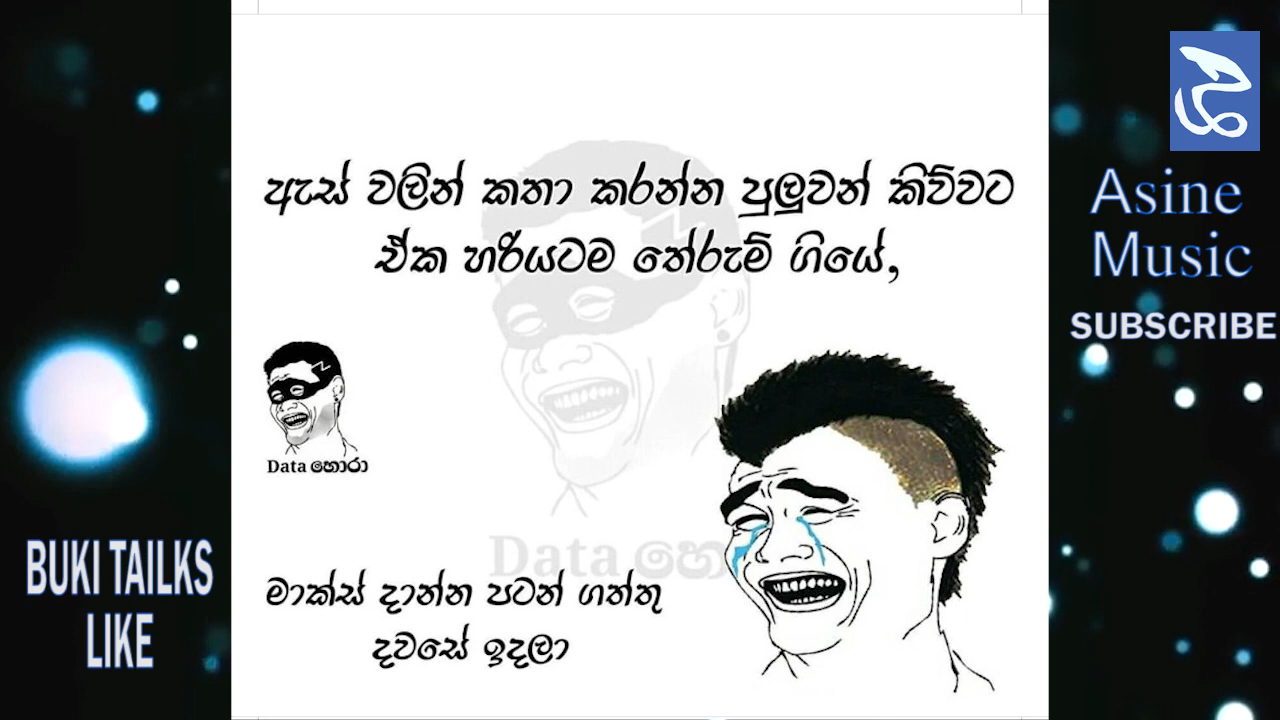 ඇස් වලින් කතා කරන්න පුලුවන් කිව්වට
ඒක හරියටම තේරුම් ගියේ,
Data හොරා
Data හො
මාක්ස් දාන්න පටන් ගත්තු
දවසේ ඉදලා
BUKI TAILKS
LIKE
Asine
Music
SUBSCRIBE